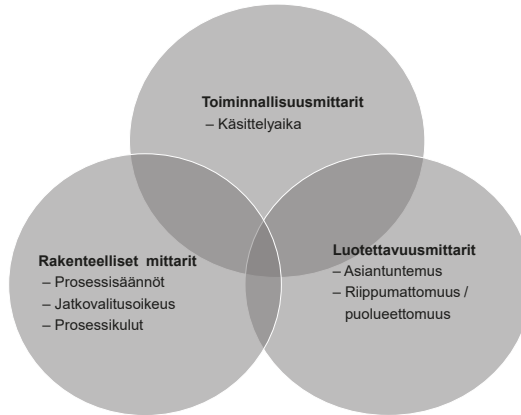 Toiminnallisuusmittarit
– Käsittelyaika
Rakenteelliset mittarit
– Prosessisäännöt
– Jatkovalitusoikeus
– Prosessikulut
Luotettavuusmittarit
– Asiantuntemus
– Riippumattomuus /
puolueettomuus